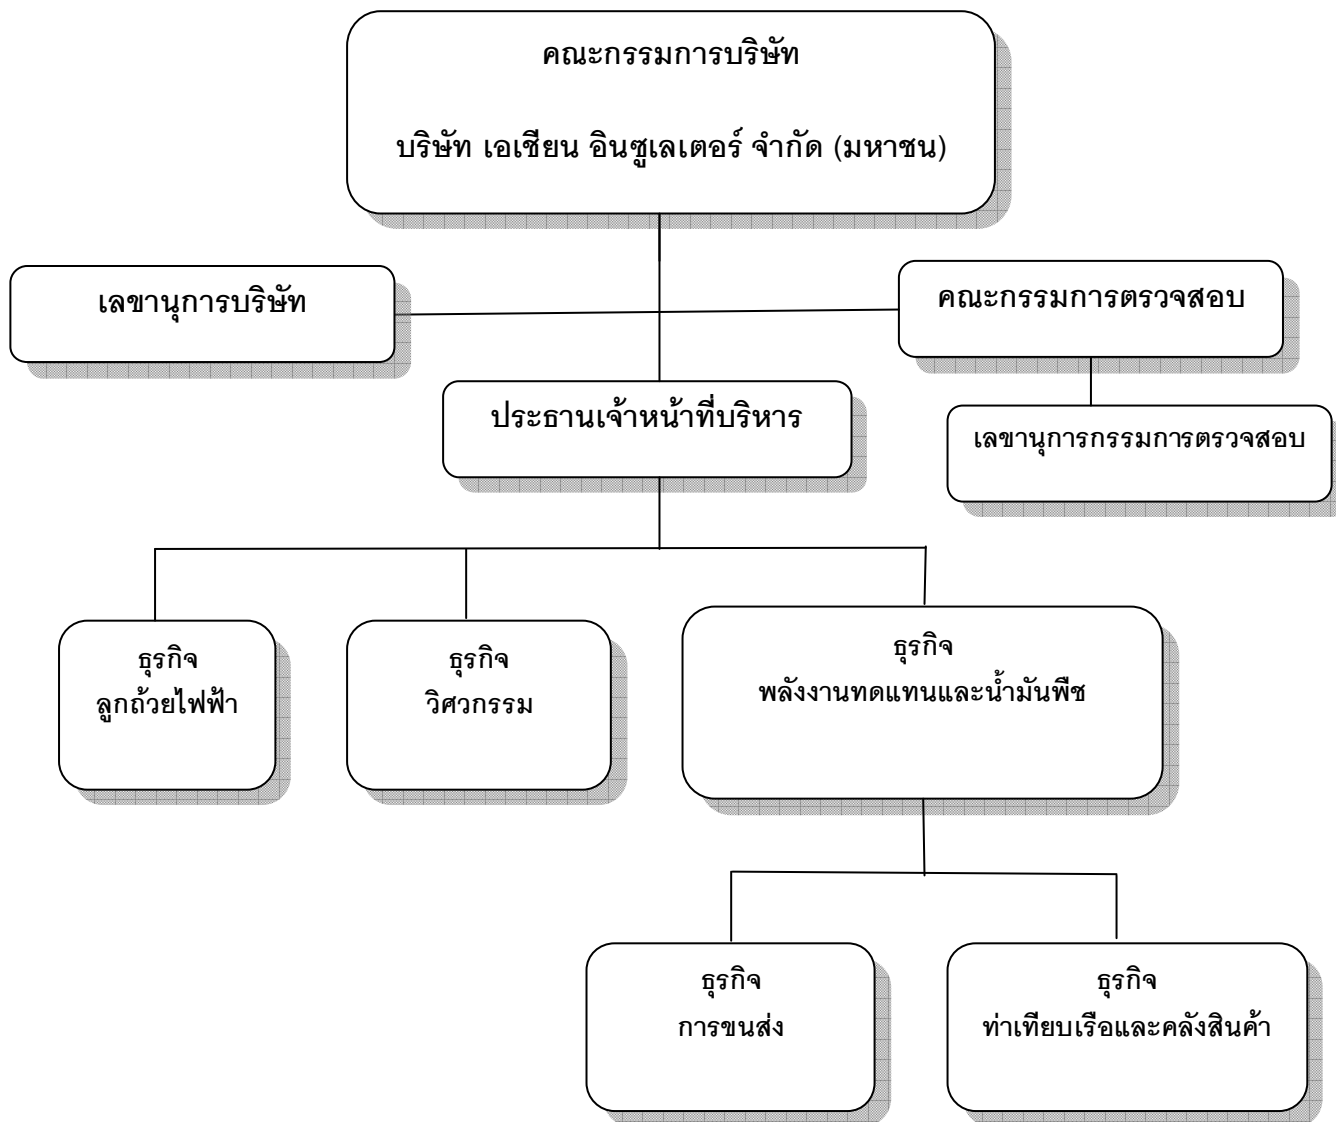 คณะกรรมการบริษัท
บริษัท เอเชียน อินซูเลเตอร์ จำกัด (มหาชน)
เลขานุการบริษัท
คณะกรรมการตรวจสอบ
ประธานเจ้าหน้าที่บริหาร
เลขานุการกรรมการตรวจสอบ
ธุรกิจ
ลูกถ้วยไฟฟ้า
ธุรกิจ
วิศวกรรม
ธุรกิจ
พลังงานทดแทนและน้ำมันพืช
ธุรกิจ
การขนส่ง
ธุรกิจ
ท่าเทียบเรือและคลังสินค้า